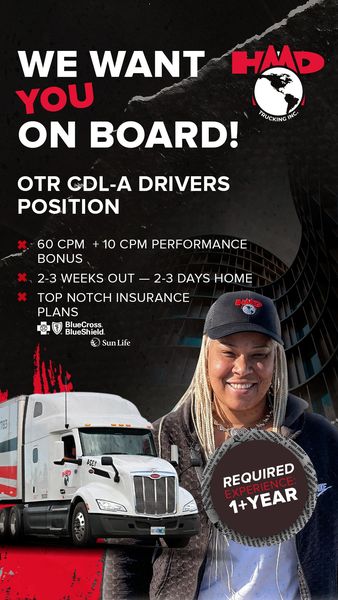 WE WANT
YOU
ON BOARD!
HMD
TRUCKING INC.
OTR CDL-A DRIVERS
POSITION
60 CPM + 10 CPM PERFORMANCE
BONUS
2-3 WEEKS OUT — 2-3 DAYS HOME
TOP NOTCH INSURANCE
PLANS
BlueCross
BlueShield
Sun Life
HMD
REQUIRED
EXPERIENCE:
1+YEAR